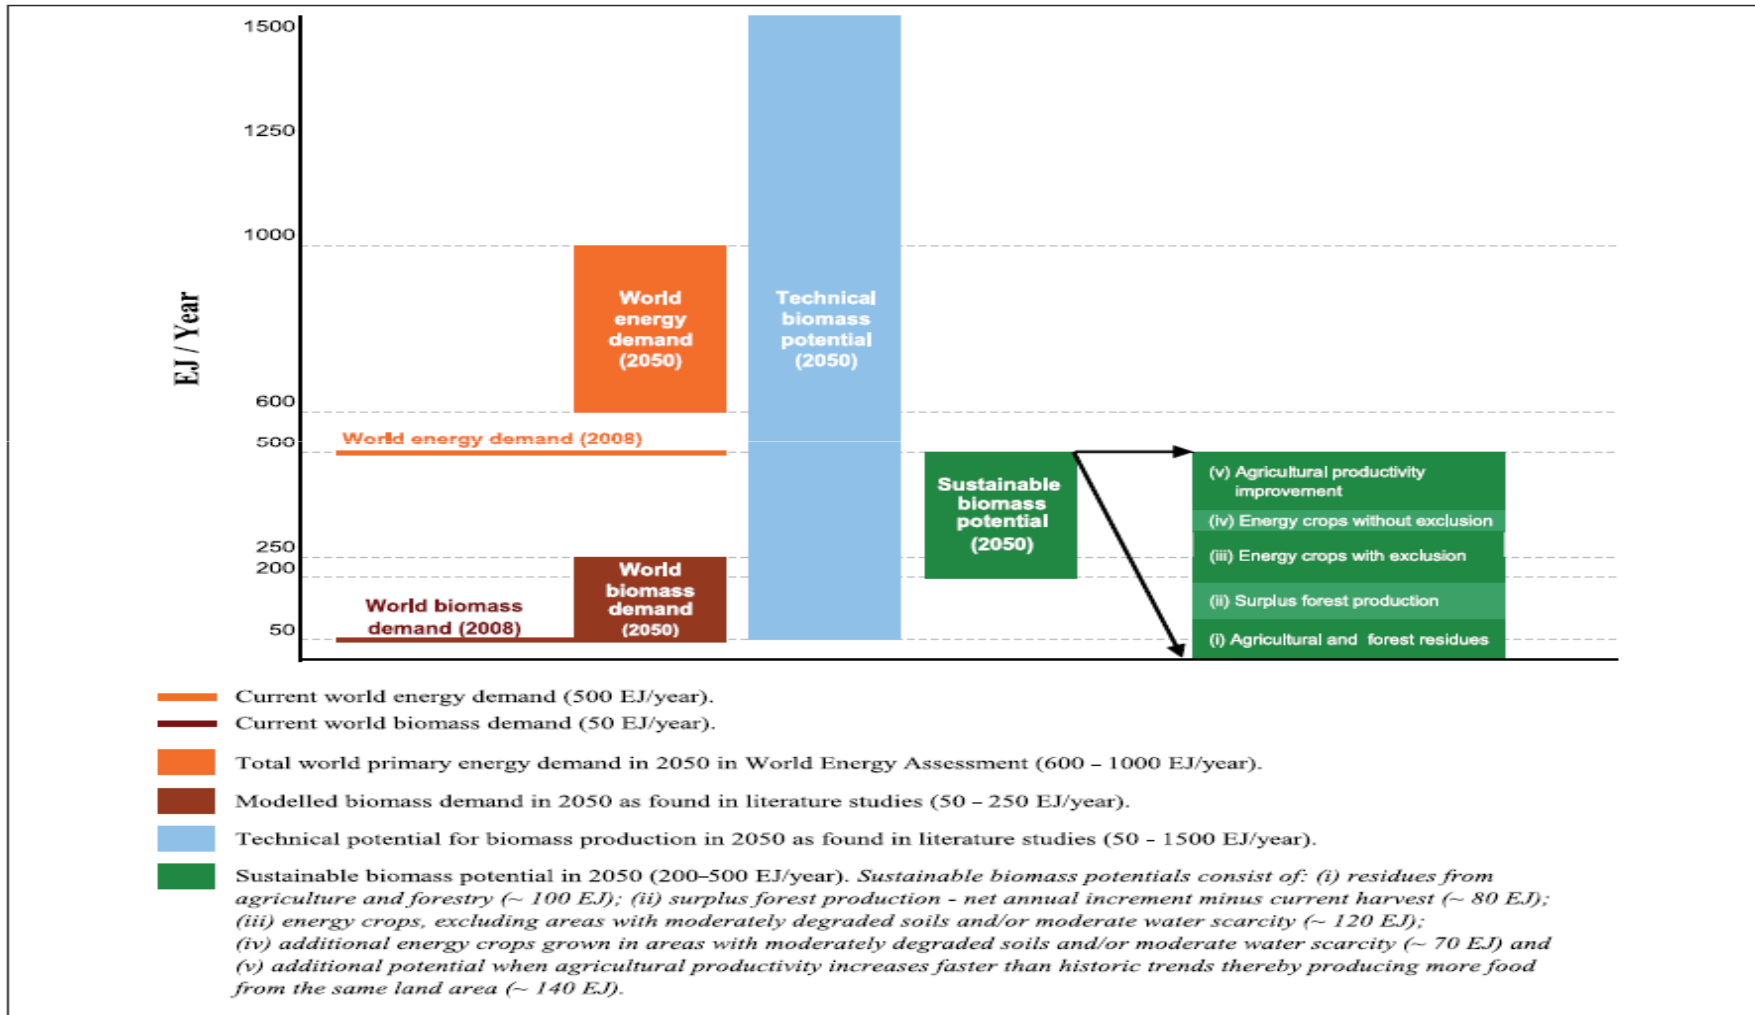 1500
1250
1000
600
500
250
200
50
EJ / Year
World energy demand (2008)
World biomass
demand (2008)
World
energy
demand
(2050)
World
biomass
demand
(2050)
Technical
biomass
potential
(2050)
Sustainable
biomass
potential
(2050)
(v) Agricultural productivity
improvement
(iv) Energy crops without exclusion
(iii) Energy crops with exclusion
(ii) Surplus forest production
(i) Agricultural and forest residues
Current world energy demand (500 EJ/year).
Current world biomass demand (50 EJ/year).
Total world primary energy demand in 2050 in World Energy Assessment (600 – 1000 EJ/year).
Modelled biomass demand in 2050 as found in literature studies (50 – 250 EJ/year).
Technical potential for biomass production in 2050 as found in literature studies (50 - 1500 EJ/year).
Sustainable biomass potential in 2050 (200–500 EJ/year). Sustainable biomass potentials consist of: (i) residues from
agriculture and forestry (~ 100 EJ); (ii) surplus forest production - net annual increment minus current harvest (~ 80 EJ);
(iii) energy crops, excluding areas with moderately degraded soils and/or moderate water scarcity (~ 120 EJ);
(iv) additional energy crops grown in areas with moderately degraded soils and/or moderate water scarcity (~ 70 EJ) and
(v) additional potential when agricultural productivity increases faster than historic trends thereby producing more food
from the same land area (~ 140 EJ).